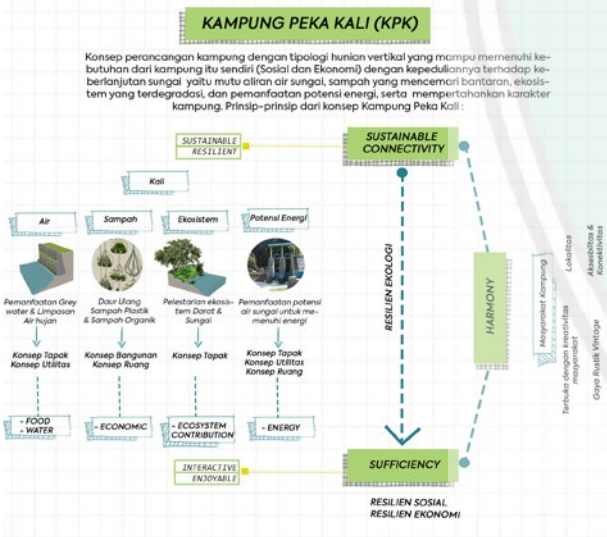 KAMPUNG PEKA KALI (KPK)
Konsep perancangan kampung dengan tipologi hunian vertikal yang mampu memenuhi ke-
butuhan dari kampung itu sendiri (Sosial dan Ekonomi) dengan kepeduliannya terhadap ke-
berlanjutan sungai yaitu mutu aliran air sungai, sampah yang mencemari bantaran, ekosis-
tem yang terdegradasi, dan pemanfaatan potensi energi, serta mempertahankan karakter
kampung. Prinsip-prinsip dari konsep Kampung Peka Kali :
SUSTAINABLE
RESILIENT
SUSTAINABLE
CONNECTIVITY
Kali
Air
Sampah
Ekosistem
Potensi Energi
Pemanfaatan Grey
water & Limpasan
Air hujan
Daur Ulang
Sampah Plastik
& Sampah Organik
Pelestarian ekosis-
tem Darat &
Sungai
Pemanfaatan potensi
air sungai untuk me-
menuhi energi
Konsep Tapak
Konsep Utilitas
Konsep Bangunan
Konsep Ruang
Konsep Tapak
Konsep Tapak
Konsep Utilitas
Konsep Ruang
- FOOD
- WATER
- ECONOMIC
- ECOSYSTEM
CONTRIBUTION
- ENERGY
RESILIEN EKOLOGI
HARMONY
Masyarakat Kampung
Lokalitas
Aksesbiltas &
Konektivitas
Terbuka dengan kreativitas
masyarakat
Gaya Rustik Vintage
INTERACTIVE
ENJOYABLE
SUFFICIENCY
RESILIEN SOSIAL
RESILIEN EKONOMI